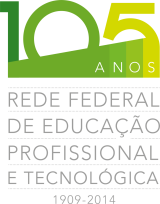 105
ANOS
REDE FEDERAL
DE EDUCAÇÃO
PROFISSIONAL
E TECNOLÓGICA
1909-2014